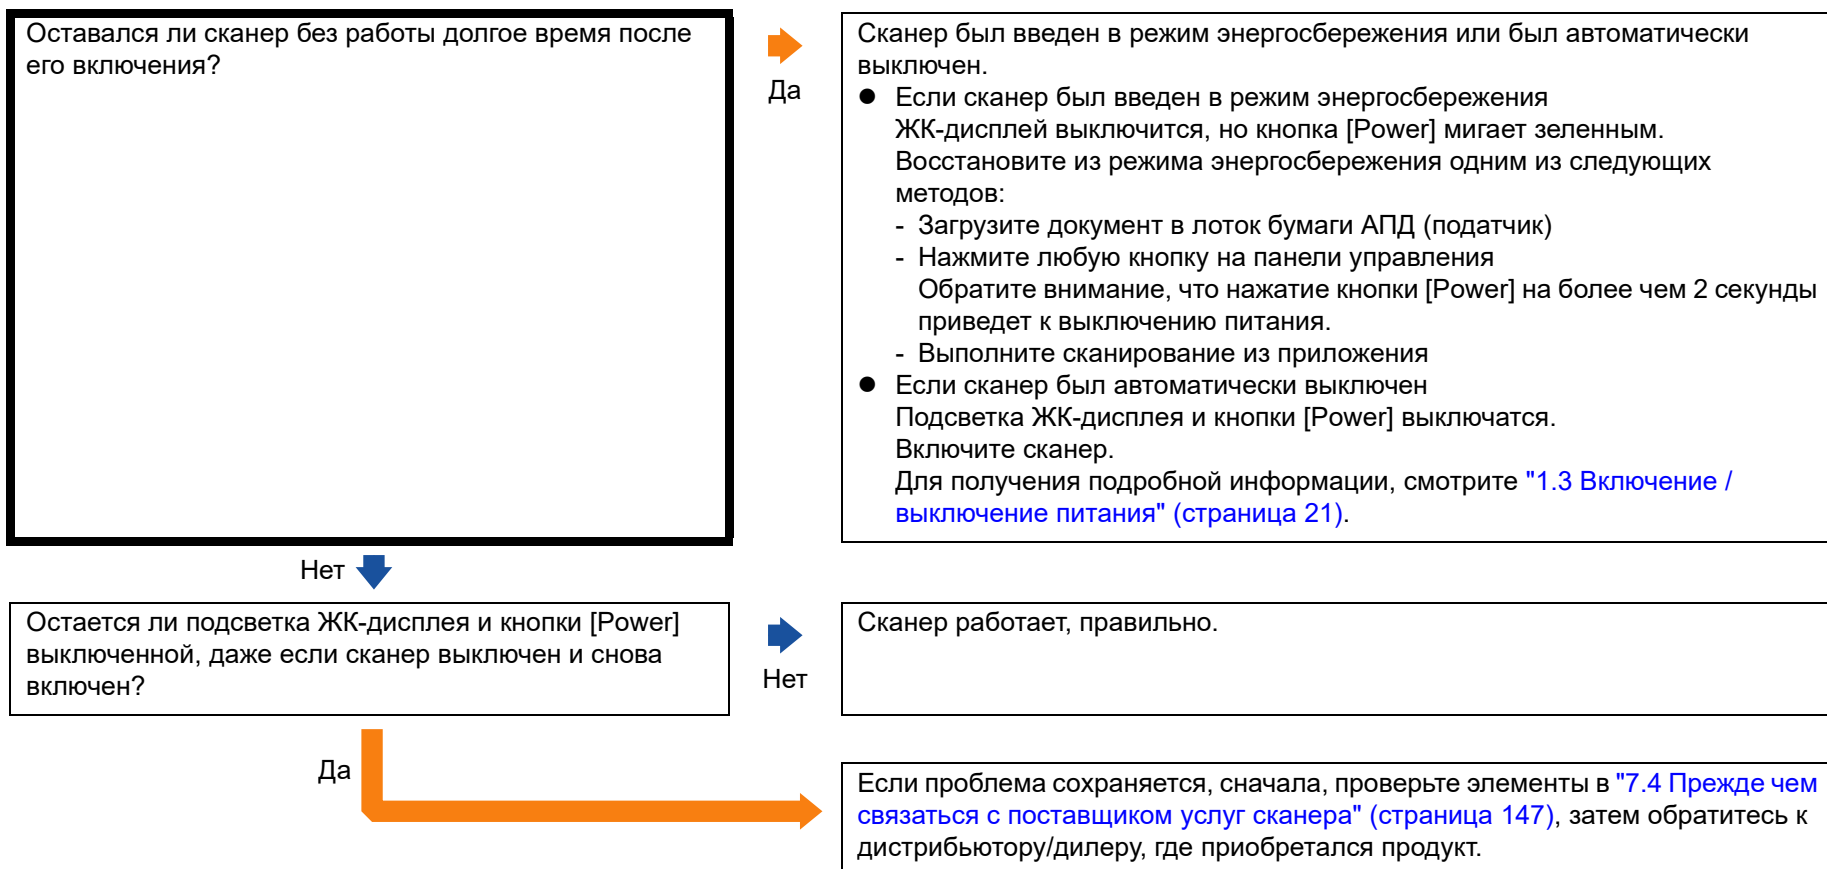 Оставался ли сканер без работы долгое время после
его включения?
Да
Сканер был введен в режим энергосбережения или был автоматически
выключен.
● Если сканер был введен в режим энергосбережения
ЖК-дисплей выключится, но кнопка [Power] мигает зеленным.
Восстановите из режима энергосбережения одним из следующих
методов:
- Загрузите документ в лоток бумаги АПД (податчик)
- Нажмите любую кнопку на панели управления
Обратите внимание, что нажатие кнопки [Power] на более чем 2 секунды
приведет к выключению питания.
- Выполните сканирование из приложения
● Если сканер был автоматически выключен
Подсветка ЖК-дисплея и кнопки [Power] выключатся.
Включите сканер.
Для получения подробной информации, смотрите "1.3 Включение /
выключение питания" (страница 21).
Нет
Остается ли подсветка ЖК-дисплея и кнопки [Power]
выключенной, даже если сканер выключен и снова
включен?
Нет
Сканер работает, правильно.
Да
Если проблема сохраняется, сначала, проверьте элементы в "7.4 Прежде чем
связаться с поставщиком услуг сканера" (страница 147), затем обратитесь к
дистрибьютору/дилеру, где приобретался продукт.